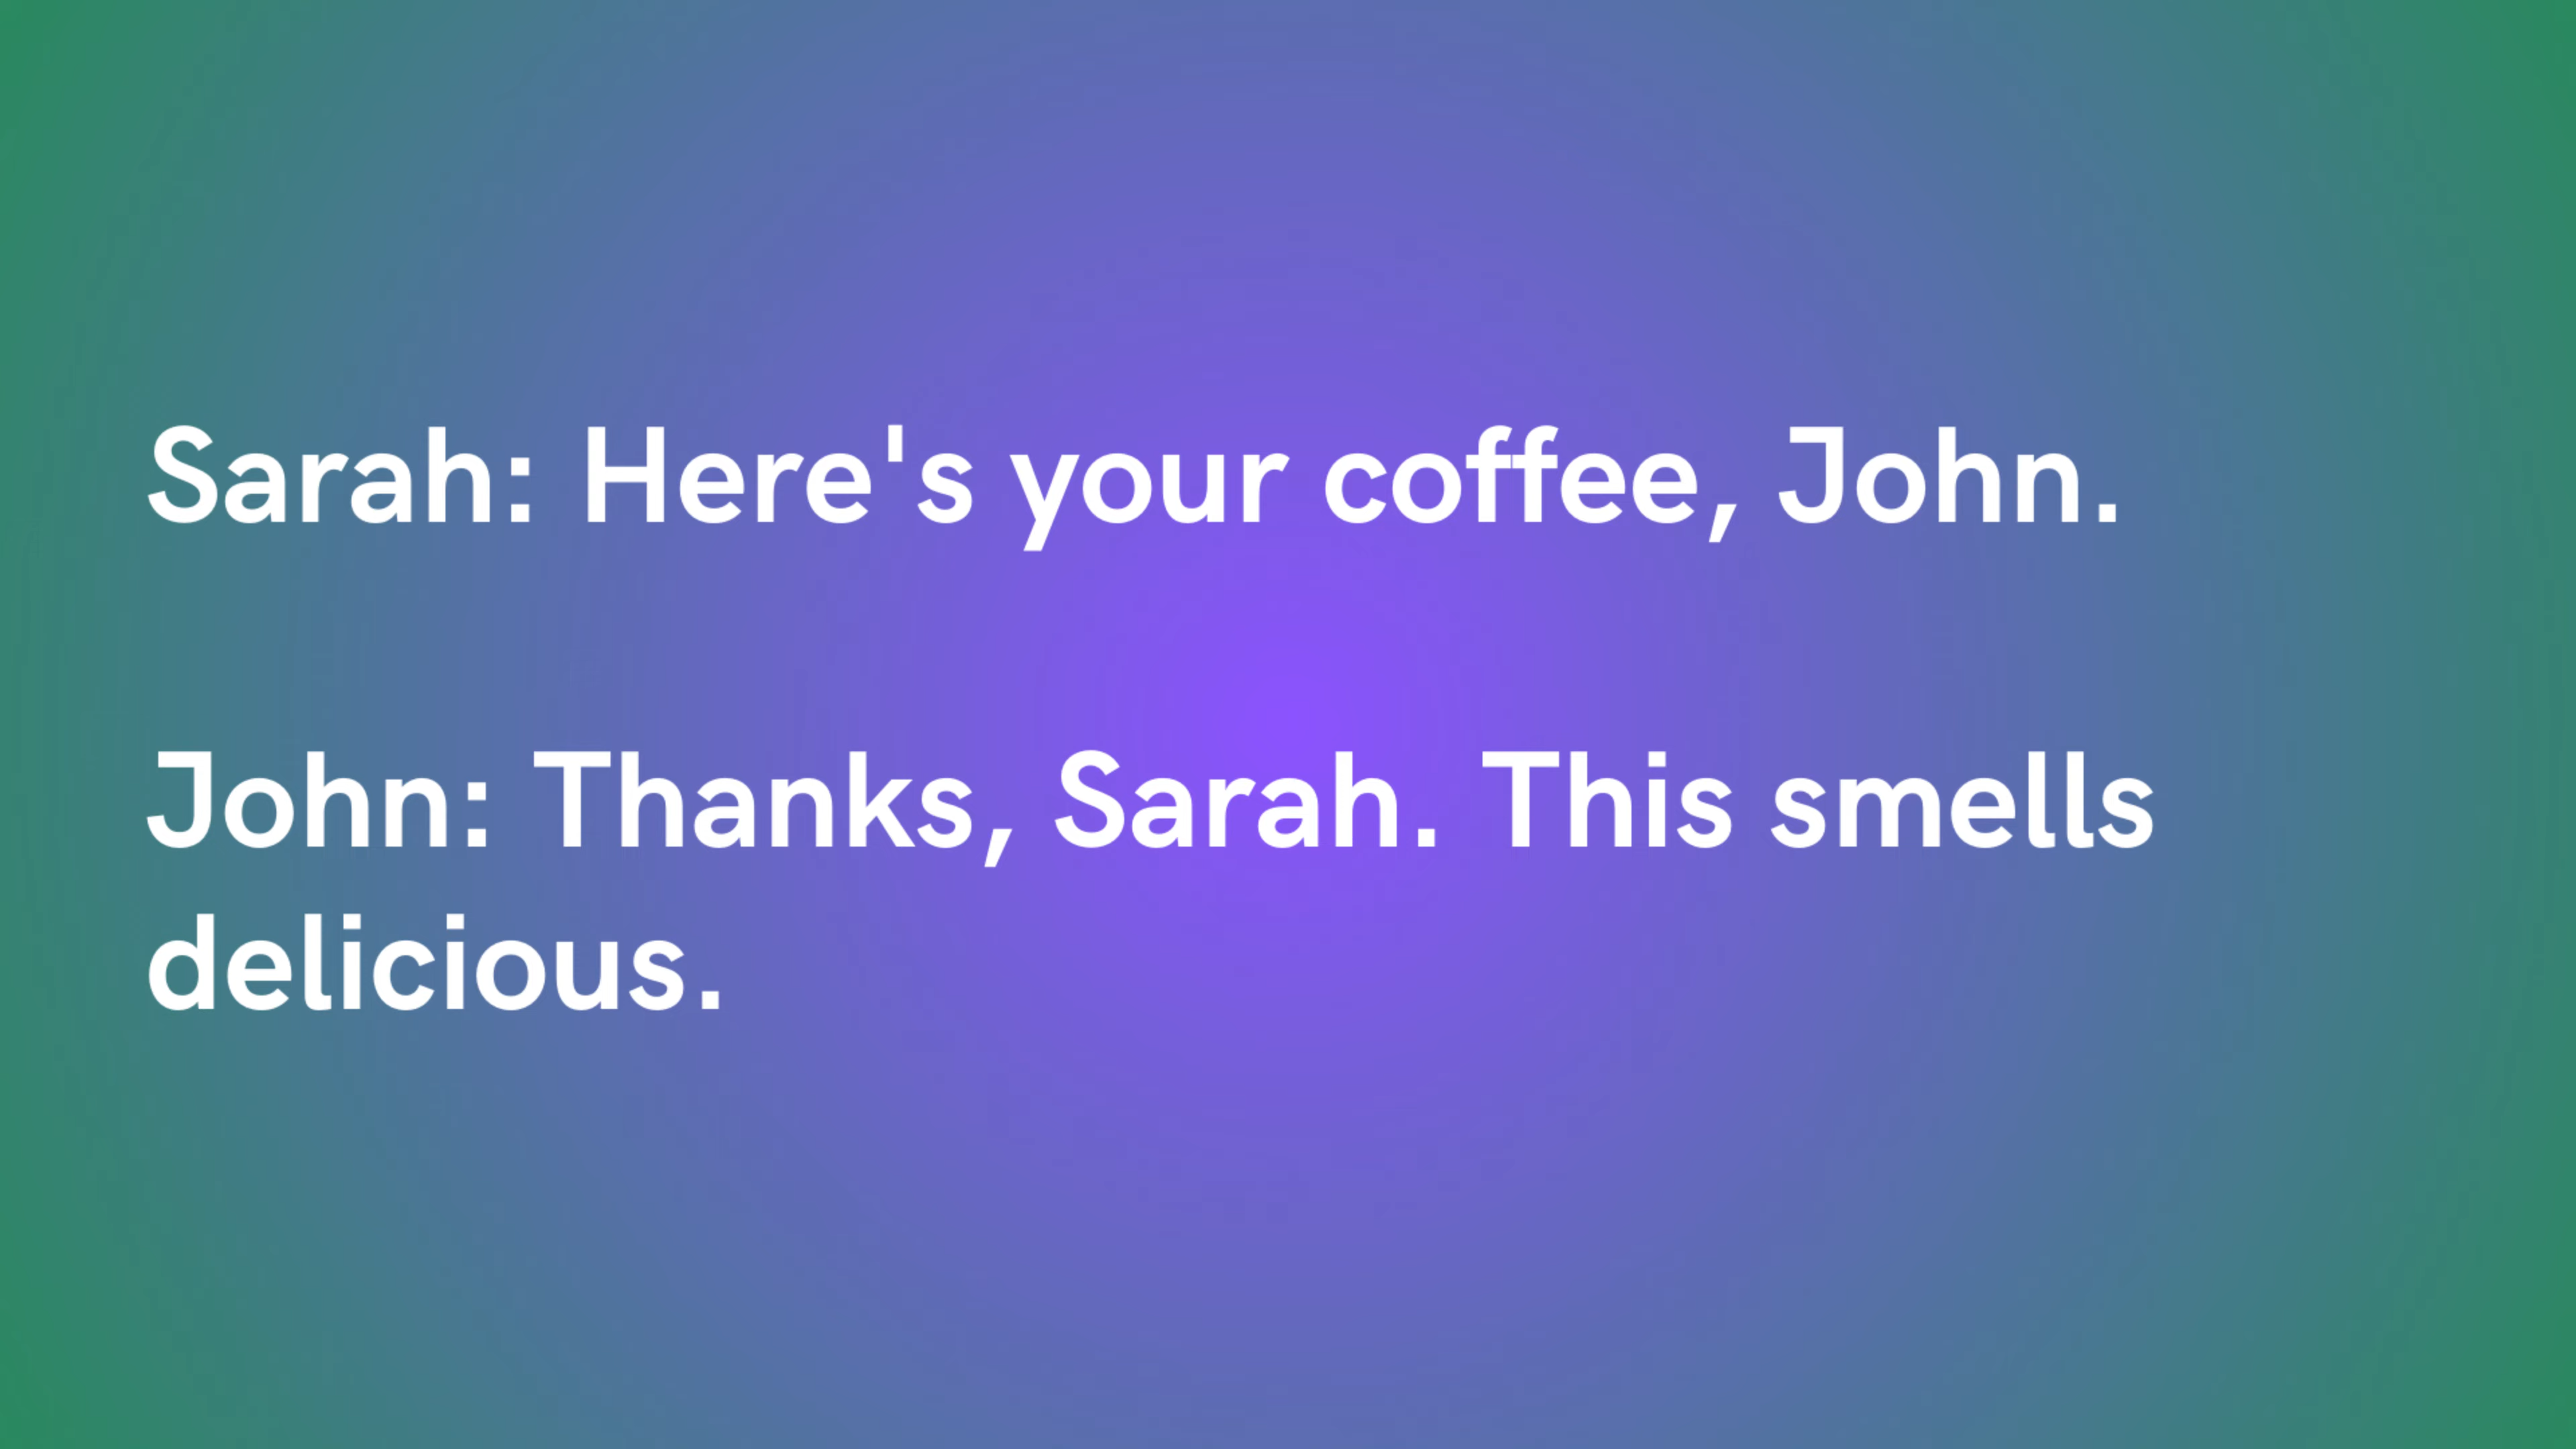 Sarah: Here's your coffee, John.
John: Thanks, Sarah. This smells
delicious.